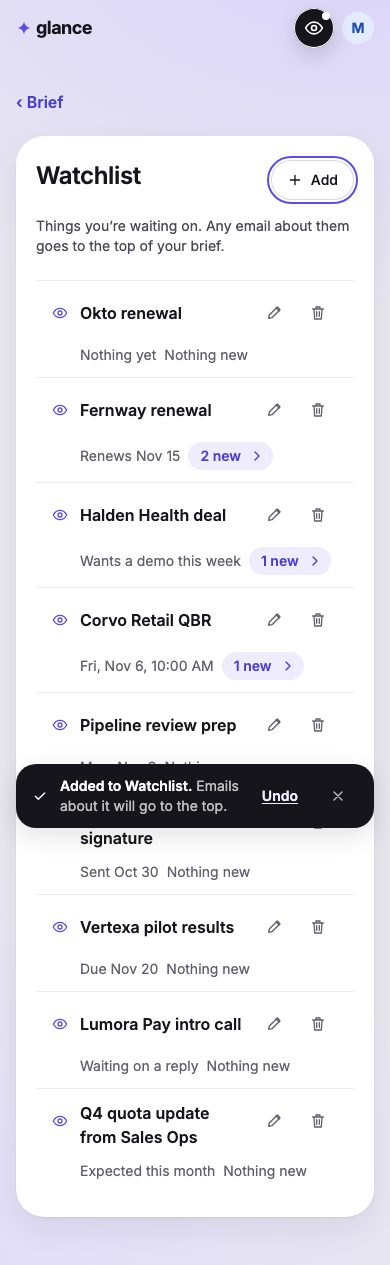 glance
M
‹ Brief
Watchlist
+ Add
Things you’re waiting on. Any email about them
goes to the top of your brief.
Okto renewal
Nothing yet Nothing new
Fernway renewal
Renews Nov 15 2 new
Halden Health deal
Wants a demo this week 1 new
Corvo Retail QBR
Fri, Nov 6, 10:00 AM 1 new
Pipeline review prep
Added to Watchlist. Emails
about it will go to the top.
Undo
signature
Sent Oct 30 Nothing new
Vertexa pilot results
Due Nov 20 Nothing new
Lumora Pay intro call
Waiting on a reply Nothing new
Q4 quota update
from Sales Ops
Expected this month Nothing new